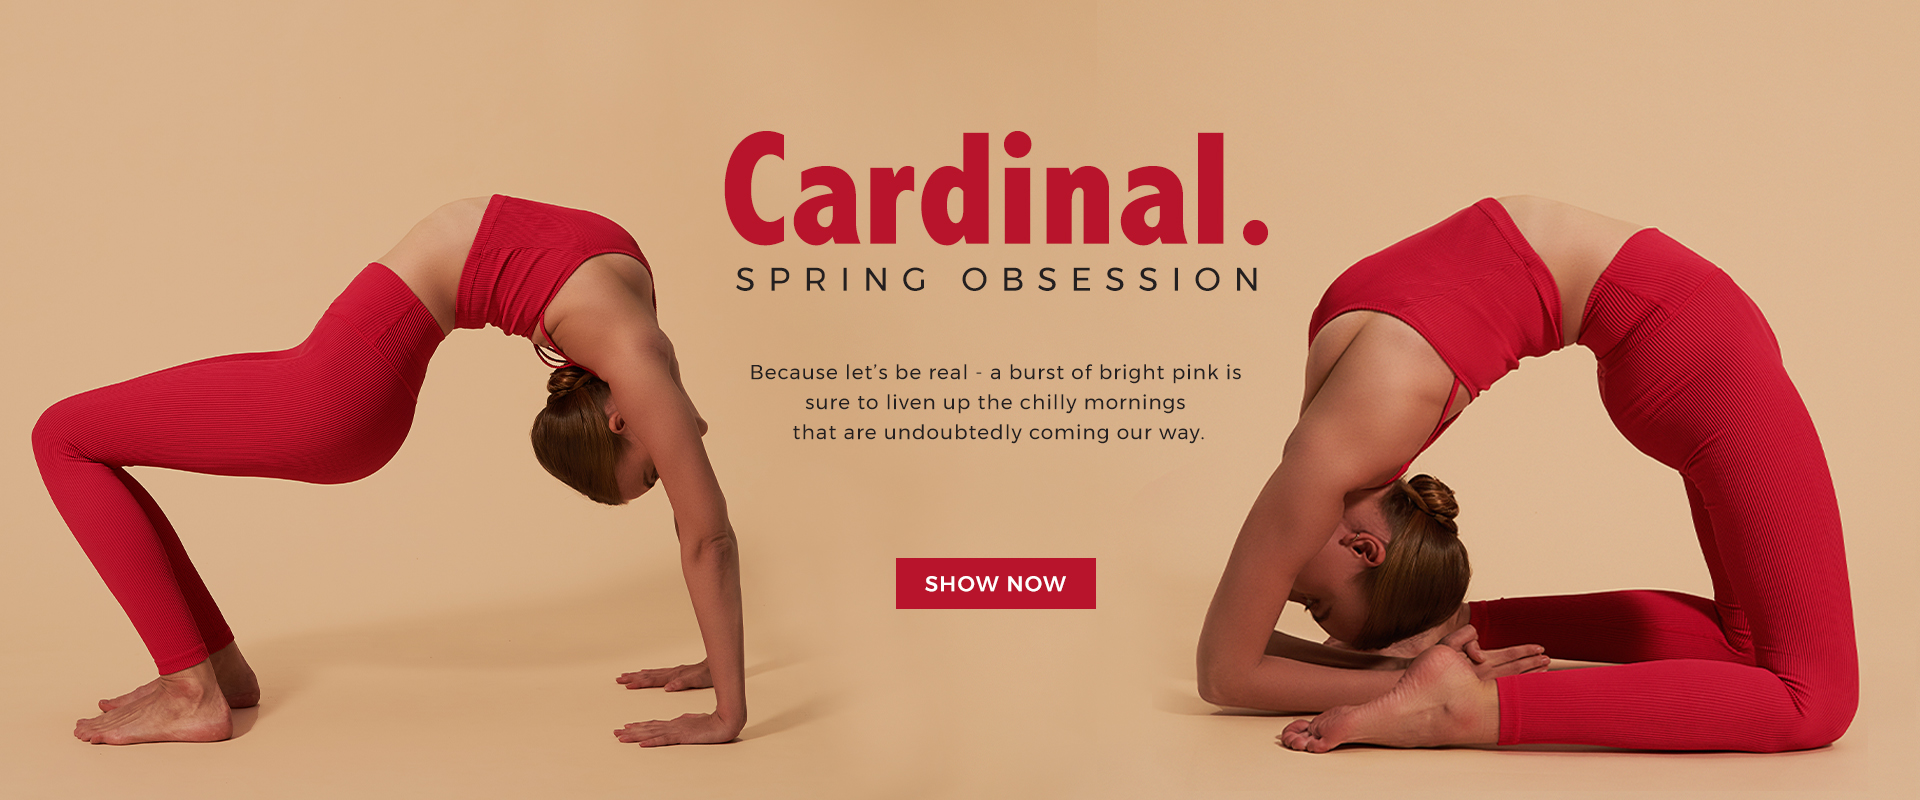 Cardinal.
SPRING OBSESSION
Because let’s be real - a burst of bright pink is
sure to liven up the chilly mornings
that are undoubtedly coming our way.
SHOW NOW